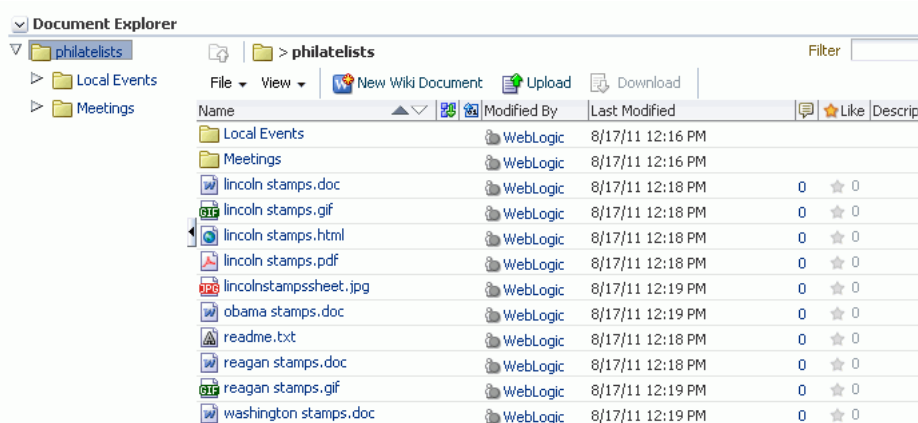 Document Explorer
philatelists
Local Events
Meetings
> philatelists
Filter
File View New Wiki Document Upload Download
Name Modified By Last Modified Like Descrip
Local Events WebLogic 8/17/11 12:16 PM
Meetings WebLogic 8/17/11 12:16 PM
lincoln stamps.doc WebLogic 8/17/11 12:18 PM 0 0
GIF lincoln stamps.gif WebLogic 8/17/11 12:18 PM 0 0
lincoln stamps.html WebLogic 8/17/11 12:18 PM 0 0
lincoln stamps.pdf WebLogic 8/17/11 12:18 PM 0 0
JPG lincolnstampssheet.jpg WebLogic 8/17/11 12:19 PM 0 0
obama stamps.doc WebLogic 8/17/11 12:19 PM 0 0
readme.txt WebLogic 8/17/11 12:18 PM 0 0
reagan stamps.doc WebLogic 8/17/11 12:18 PM 0 0
GIF reagan stamps.gif WebLogic 8/17/11 12:19 PM 0 0
washington stamps.doc WebLogic 8/17/11 12:19 PM 0 0